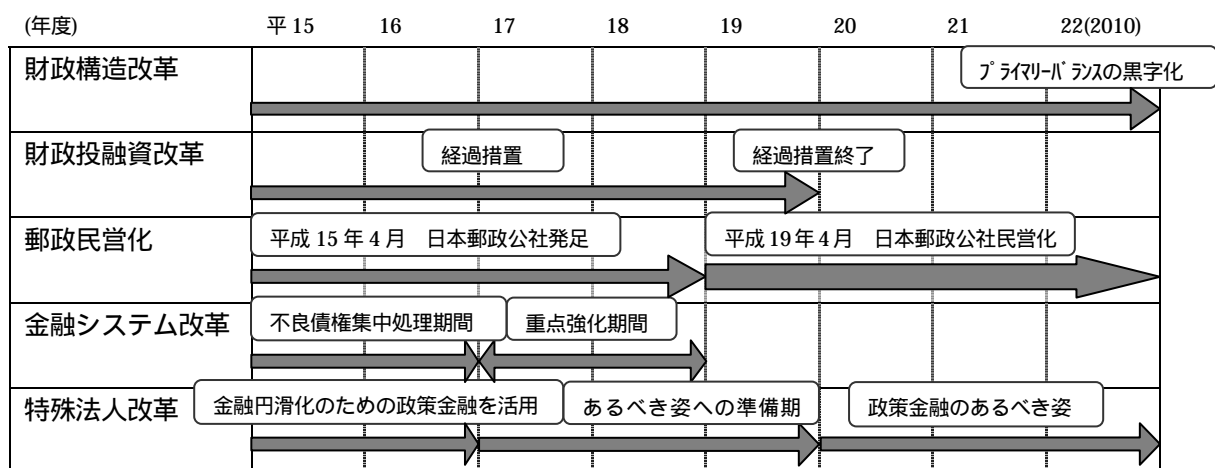 (年度) 平 15 16 17 18 19 20 21 22(2010)
財政構造改革
プライマリーバランスの黒字化
財政投融資改革
経過措置 経過措置終了
郵政民営化
平成 15 年 4 月 日本郵政公社発足 平成 19 年 4 月 日本郵政公社民営化
金融システム改革
不良債権集中処理期間 重点強化期間
特殊法人改革
金融円滑化のための政策金融を活用 あるべき姿への準備期 政策金融のあるべき姿